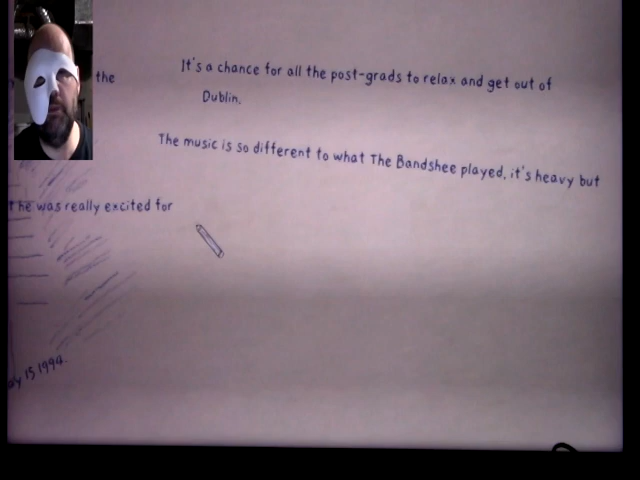 the
It's a chance for all the post-grads to relax and get out of
Dublin.
The music is so different to what The Bandshee played, it's heavy but
he was really excited for
15, 1994.